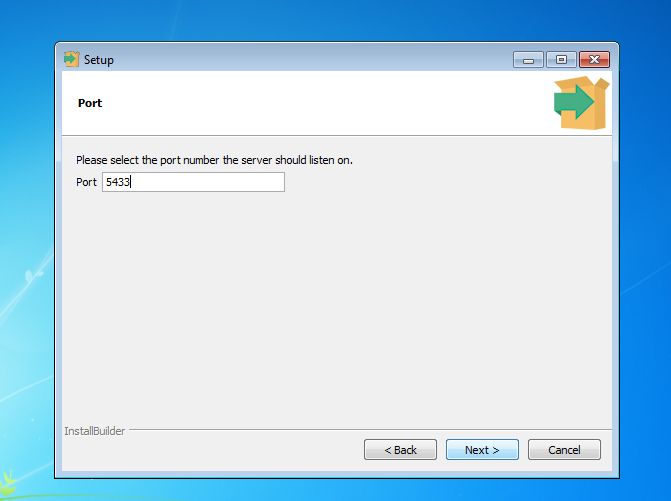 Setup
Port
Please select the port number the server should listen on.
Port 5433
InstallBuilder
< Back Next > Cancel